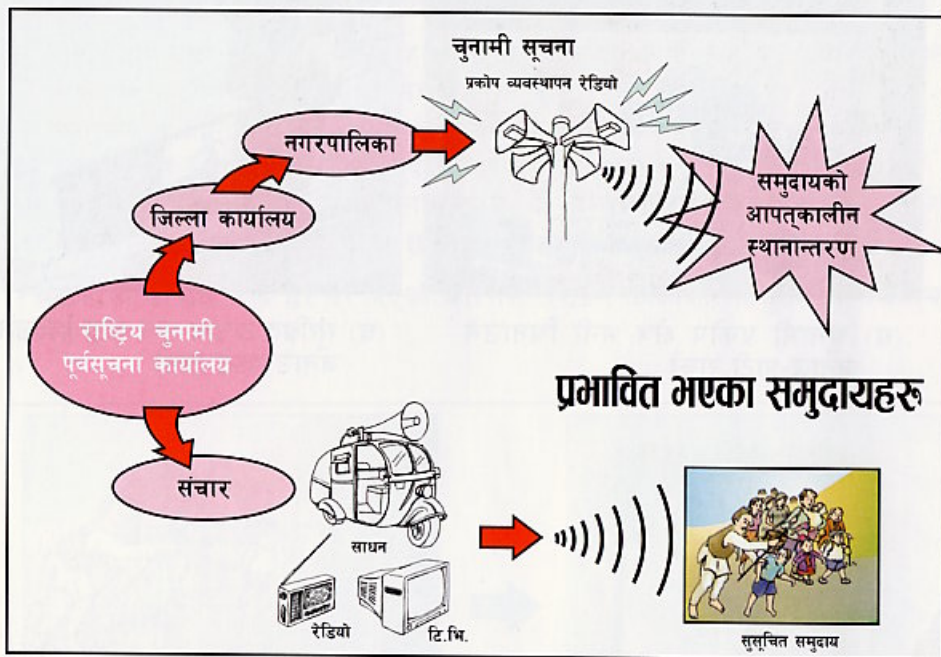 चुनामी सूचना
प्रकोप व्यवस्थापन रेडियो
नगरपालिका
जिल्ला कार्यालय
समुदायको
आपत्कालीन
स्थानान्तरण
राष्ट्रिय चुनामी
पूर्वसूचना कार्यालय
प्रभावित भएका समुदायहरू
संचार
साधन
रेडियो
टि.भि.
सुसूचित समुदाय